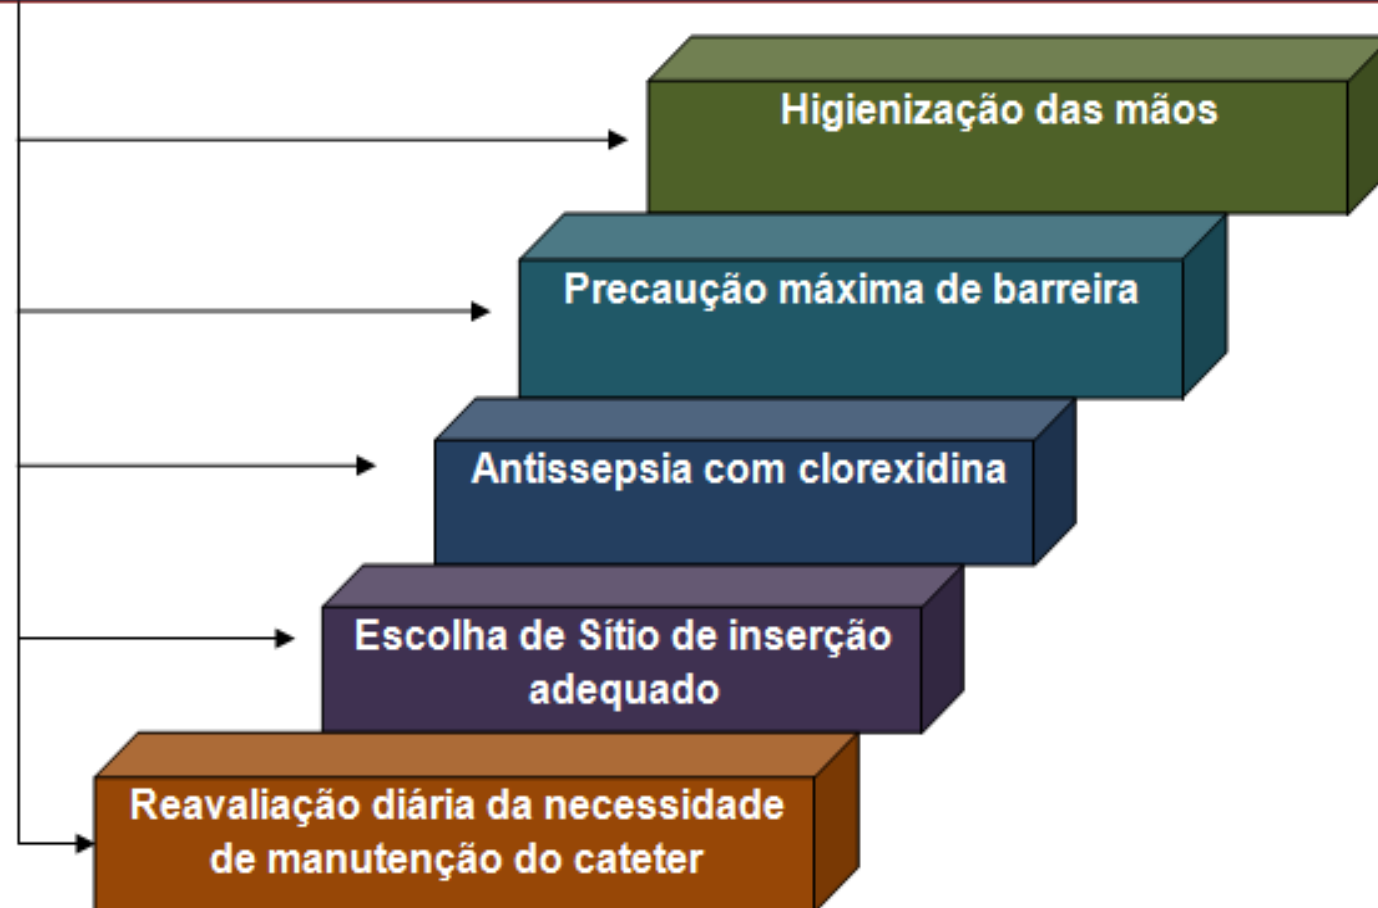 Higienização das mãos
Precaução máxima de barreira
Antissepsia com clorexidina
Escolha de Sítio de inserção
adequado
Reavaliação diária da necessidade
de manutenção do cateter